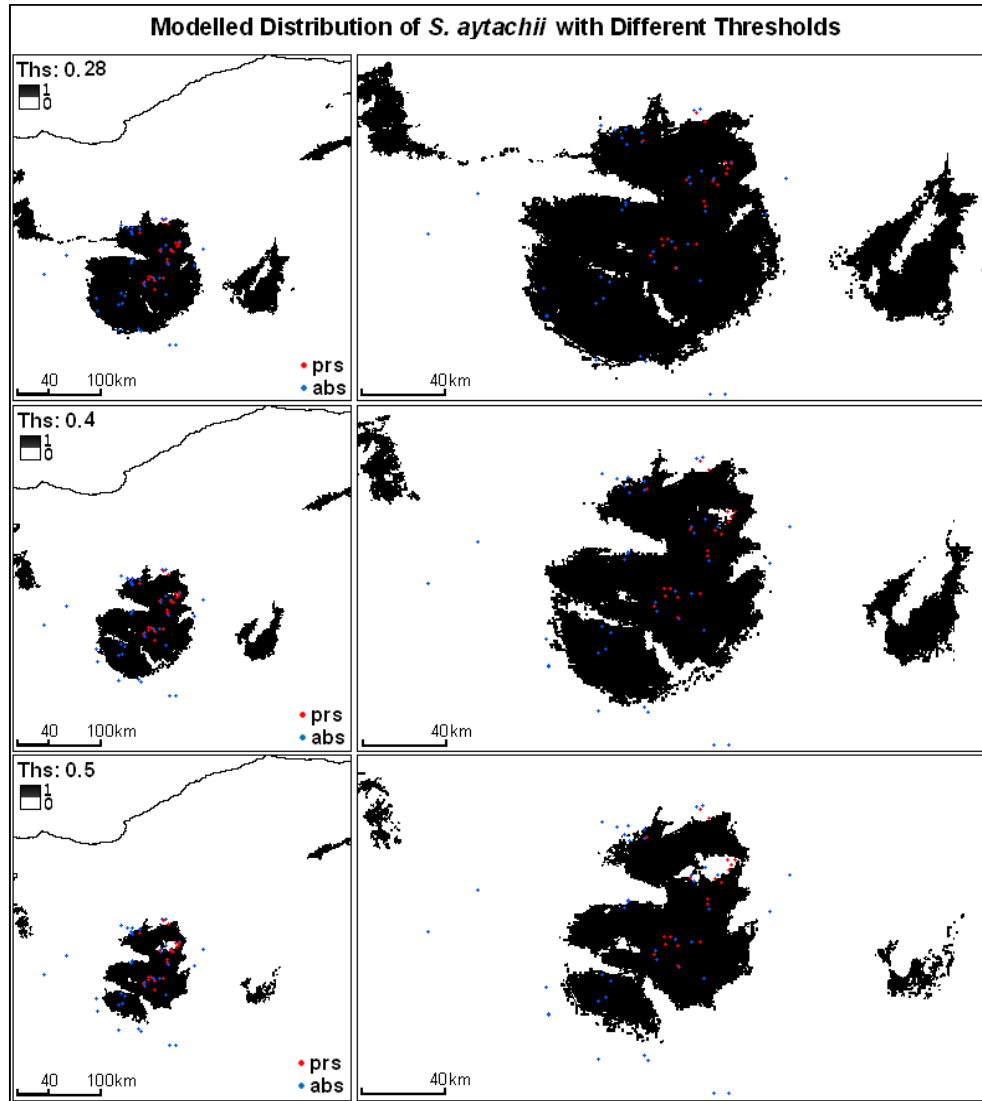 Modelled Distribution of S. aytachii with Different Thresholds
Ths: 0.28
1
0
prs
abs
40 100km
40km
Ths: 0.4
1
0
prs
abs
40 100km
40km
Ths: 0.5
1
0
prs
abs
40 100km
40km